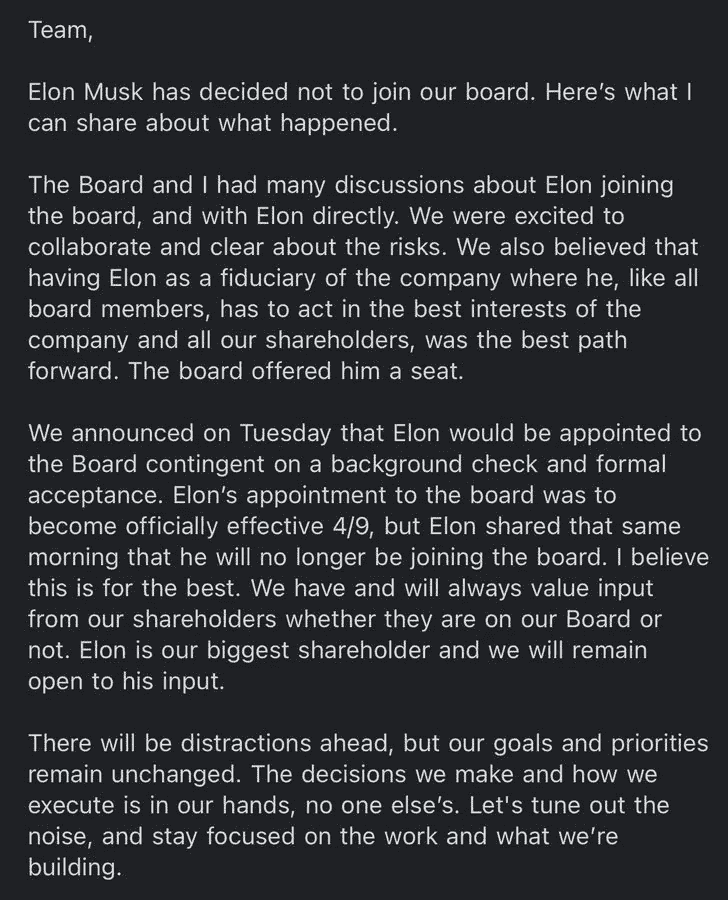 Team,
Elon Musk has decided not to join our board. Here’s what I
can share about what happened.
The Board and I had many discussions about Elon joining
the board, and with Elon directly. We were excited to
collaborate and clear about the risks. We also believed that
having Elon as a fiduciary of the company where he, like all
board members, has to act in the best interests of the
company and all our shareholders, was the best path
forward. The board offered him a seat.
We announced on Tuesday that Elon would be appointed to
the Board contingent on a background check and formal
acceptance. Elon’s appointment to the board was to
become officially effective 4/9, but Elon shared that same
morning that he will no longer be joining the board. I believe
this is for the best. We have and will always value input
from our shareholders whether they are on our Board or
not. Elon is our biggest shareholder and we will remain
open to his input.
There will be distractions ahead, but our goals and priorities
remain unchanged. The decisions we make and how we
execute is in our hands, no one else’s. Let's tune out the
noise, and stay focused on the work and what we’re
building.